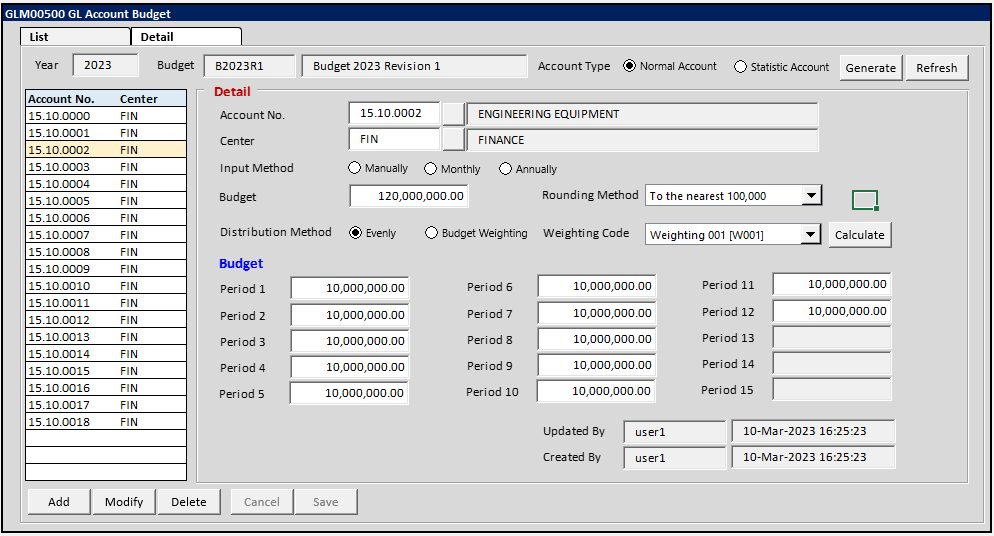 GLM00500 GL Account Budget
List Detail
Year 2023 Budget B2023R1 Budget 2023 Revision 1 Account Type Normal Account Statistic Account Generate Refresh
Account No. Center
15.10.0000 FIN
15.10.0001 FIN
15.10.0002 FIN
15.10.0003 FIN
15.10.0004 FIN
15.10.0005 FIN
15.10.0006 FIN
15.10.0007 FIN
15.10.0008 FIN
15.10.0009 FIN
15.10.0010 FIN
15.10.0011 FIN
15.10.0012 FIN
15.10.0013 FIN
15.10.0014 FIN
15.10.0015 FIN
15.10.0016 FIN
15.10.0017 FIN
15.10.0018 FIN
Detail
Account No. 15.10.0002 ENGINEERING EQUIPMENT
Center FIN FINANCE
Input Method Manually Monthly Annually
Budget 120,000,000.00 Rounding Method To the nearest 100,000
Distribution Method Evenly Budget Weighting Weighting Code Weighting 001 [W001] Calculate
Budget
Period 1 10,000,000.00 Period 6 10,000,000.00 Period 11 10,000,000.00
Period 2 10,000,000.00 Period 7 10,000,000.00 Period 12 10,000,000.00
Period 3 10,000,000.00 Period 8 10,000,000.00 Period 13
Period 4 10,000,000.00 Period 9 10,000,000.00 Period 14
Period 5 10,000,000.00 Period 10 10,000,000.00 Period 15
Updated By user1 10-Mar-2023 16:25:23
Created By user1 10-Mar-2023 16:25:23
Add Modify Delete Cancel Save